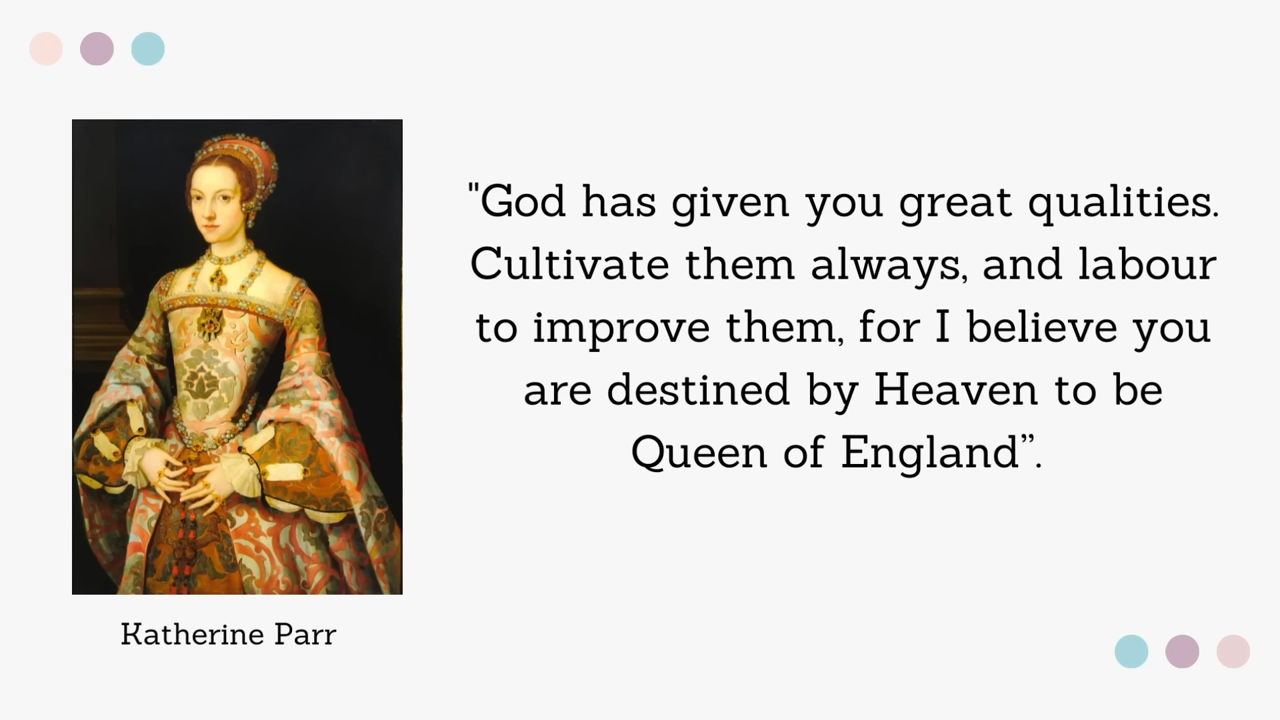 "God has given you great qualities.
Cultivate them always, and labour
to improve them, for I believe you
are destined by Heaven to be
Queen of England”.
Katherine Parr